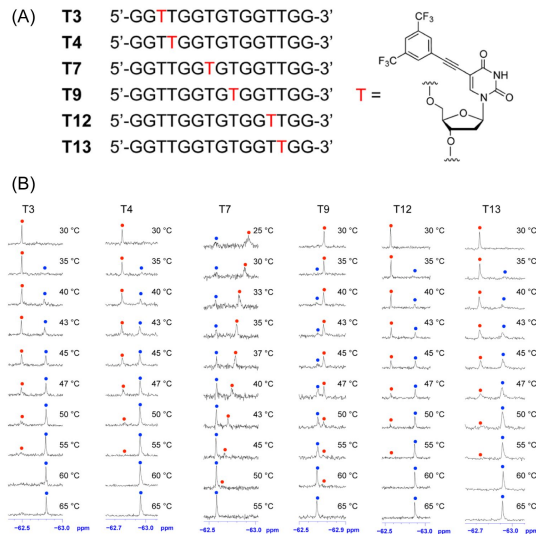 (A)
T3 5'-GGTTGGTGTGGTTGG-3'
T4 5'-GGTTGGTGTGGTTGG-3'
T7 5'-GGTTGGTGTGGTTGG-3'
T9 5'-GGTTGGTGTGGTTGG-3'
T12 5'-GGTTGGTGTGGTTGG-3'
T13 5'-GGTTGGTGTGGTTGG-3'
T =
CF₃
F₃C
O
NH
N
O
O
O
O
(B)
T3 T4 T7 T9 T12 T13
30 °C 30 °C 25 °C 30 °C 30 °C 30 °C
35 °C 35 °C 30 °C 35 °C 35 °C 35 °C
40 °C 40 °C 33 °C 40 °C 40 °C 40 °C
43 °C 43 °C 35 °C 43 °C 43 °C 43 °C
45 °C 45 °C 37 °C 45 °C 45 °C 45 °C
47 °C 47 °C 40 °C 47 °C 47 °C 47 °C
50 °C 50 °C 43 °C 50 °C 50 °C 50 °C
55 °C 55 °C 45 °C 55 °C 55 °C 55 °C
60 °C 60 °C 50 °C 60 °C 60 °C 60 °C
65 °C 65 °C 55 °C 65 °C 65 °C 65 °C
−62.5 −63.0 ppm −62.7 −63.0 ppm −62.5 −63.0 ppm −62.5 −62.9 ppm −62.5 −63.0 ppm −62.7 −63.0 ppm